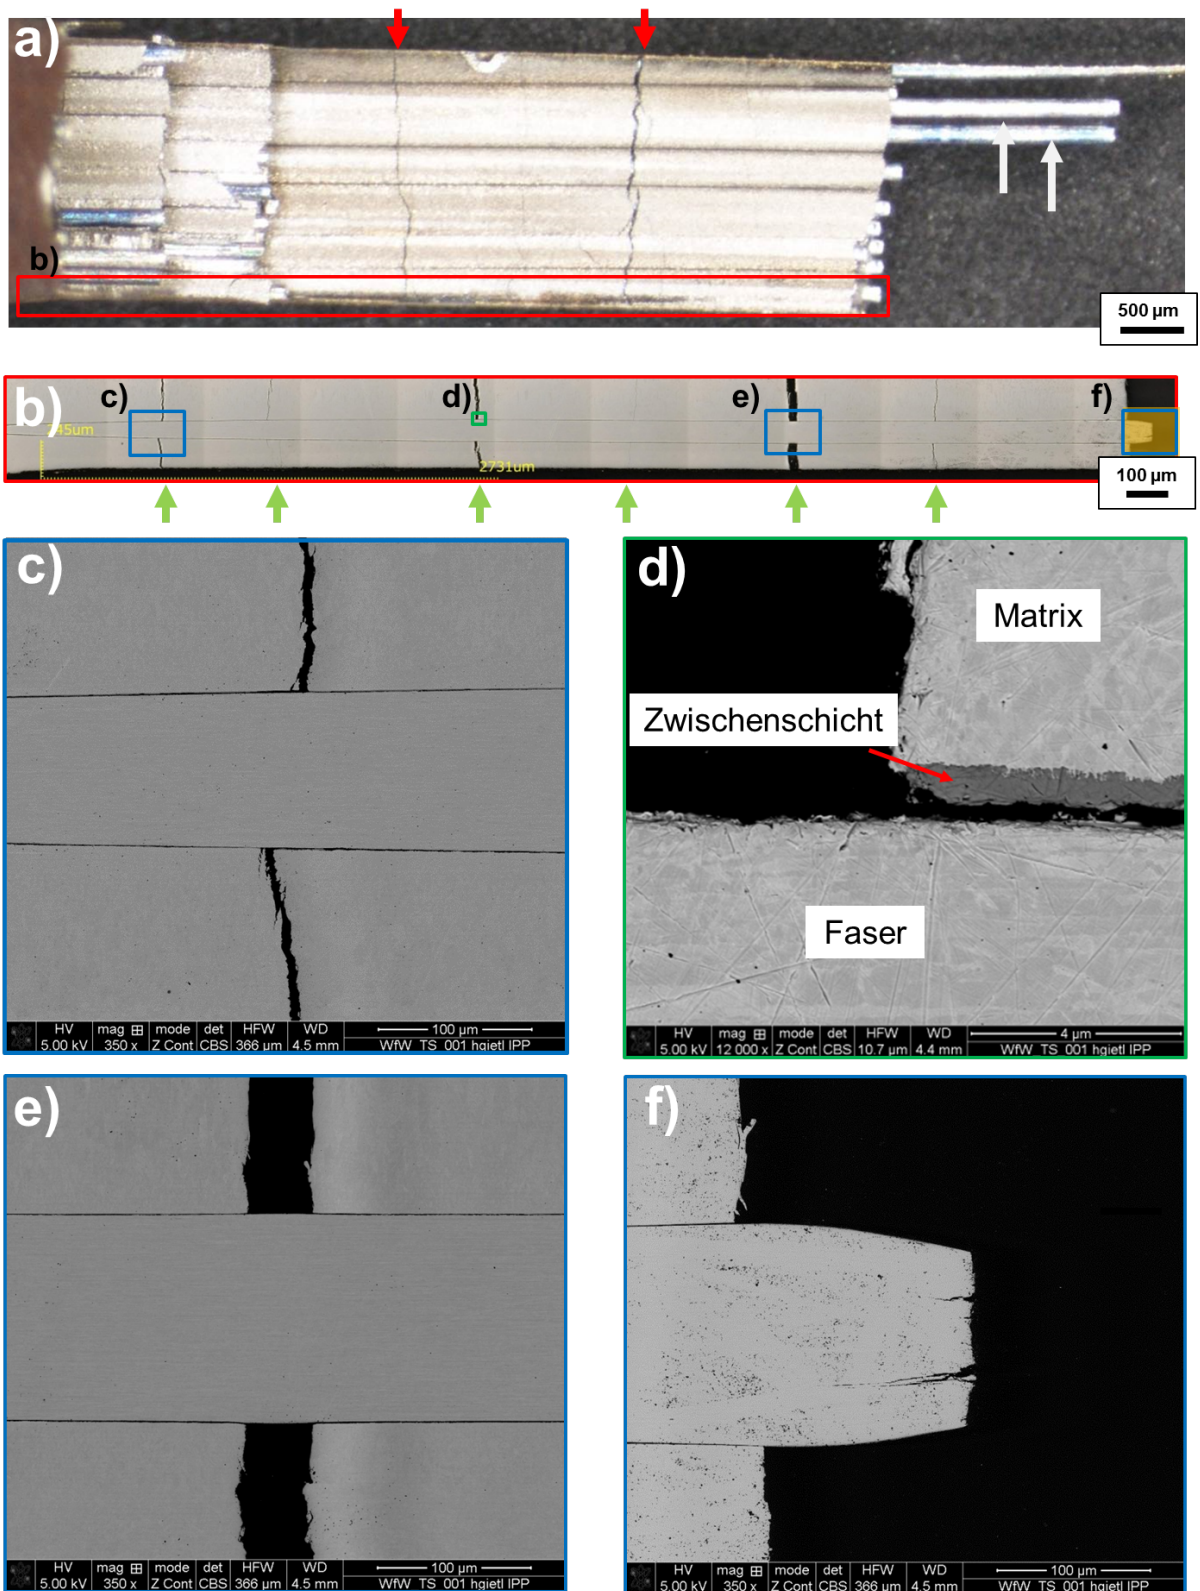 a)
b)
500 µm
b)
c)
d)
e)
f)
245um
2731um
100 µm
c)
HV mag mode det HFW WD 100 µm
5.00 kV 350 x Z Cont CBS 366 µm 4.5 mm WfW_TS_001 hgietl IPP
d)
Matrix
Zwischenschicht
Faser
HV mag mode det HFW WD 4 µm
5.00 kV 12 000 x Z Cont CBS 10.7 µm 4.4 mm WfW_TS_001 hgietl IPP
e)
HV mag mode det HFW WD 100 µm
5.00 kV 350 x Z Cont CBS 366 µm 4.5 mm WfW_TS_001 hgietl IPP
f)
HV mag mode det HFW WD 100 µm
5.00 kV 350 x Z Cont CBS 366 µm 4.5 mm WfW_TS_001 hgietl IPP